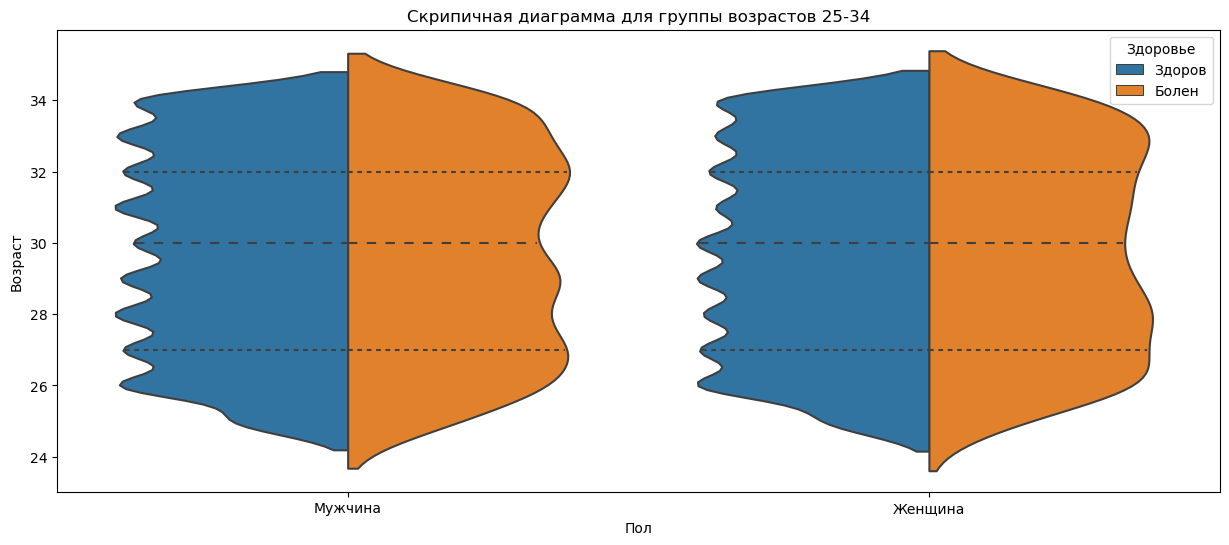 Скрипичная диаграмма для группы возрастов 25-34
Здоровье
Здоров
Болен
34
32
30
28
26
24
Возраст
Мужчина
Женщина
Пол